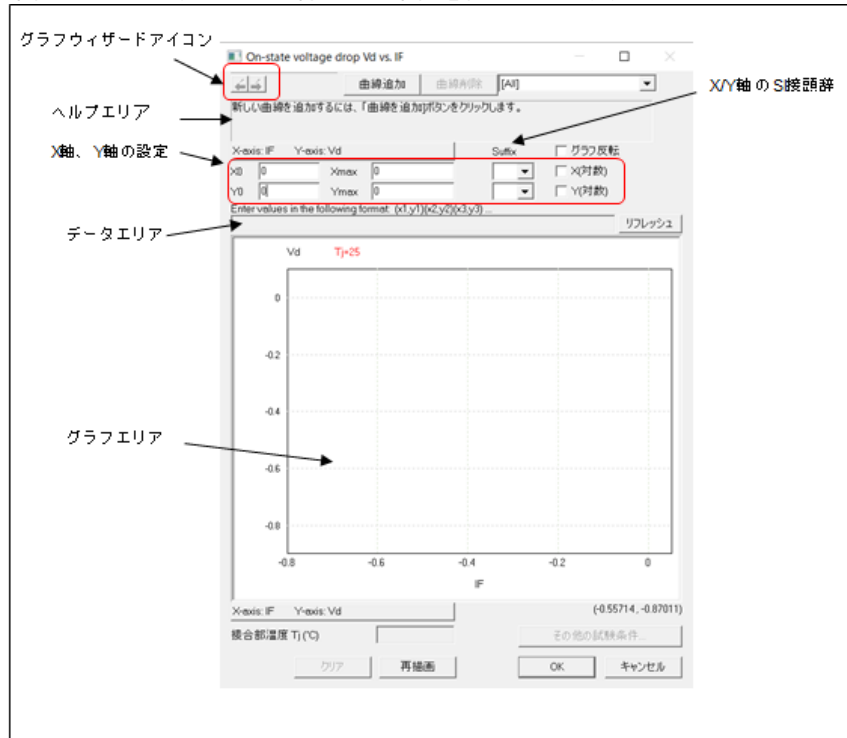 グラフウィザードアイコン
On-state voltage drop Vd vs. IF
曲線追加 曲線削除 [All]
X/Y軸のSI接頭辞
ヘルプエリア
新しい曲線を追加するには、「曲線を追加」ボタンをクリックします。
X軸、Y軸の設定
X-axis: IF Y-axis: Vd Suffix グラフ反転
X0 0 Xmax 0 X(対数)
Y0 0 Ymax 0 Y(対数)
Enter values in the following format: (x1,y1)(x2,y2)(x3,y3) ...
データエリア
リフレッシュ
Vd Tj=25
0
-0.2
-0.4
グラフエリア
-0.6
-0.8
-0.8 -0.6 -0.4 -0.2 0
IF
X-axis: IF Y-axis: Vd (-0.55714, -0.87011)
接合部温度 Tj (℃) その他の試験条件...
クリア 再描画 OK キャンセル